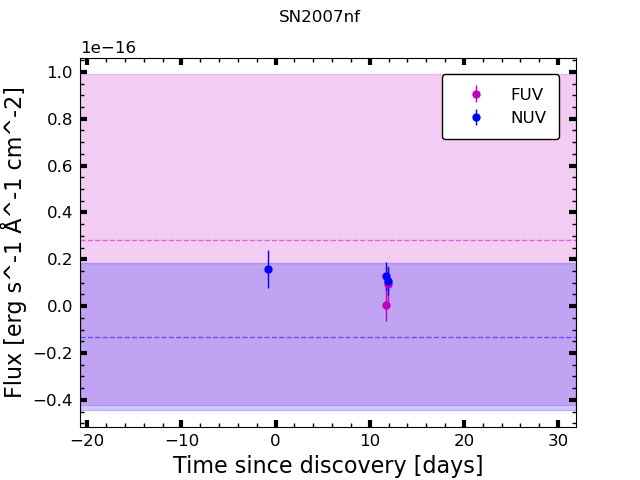 SN2007nf
1e−16
1.0
0.8
0.6
0.4
0.2
0.0
−0.2
−0.4
Flux [erg s^-1 Å^-1 cm^-2]
FUV
NUV
−20 −10 0 10 20 30
Time since discovery [days]